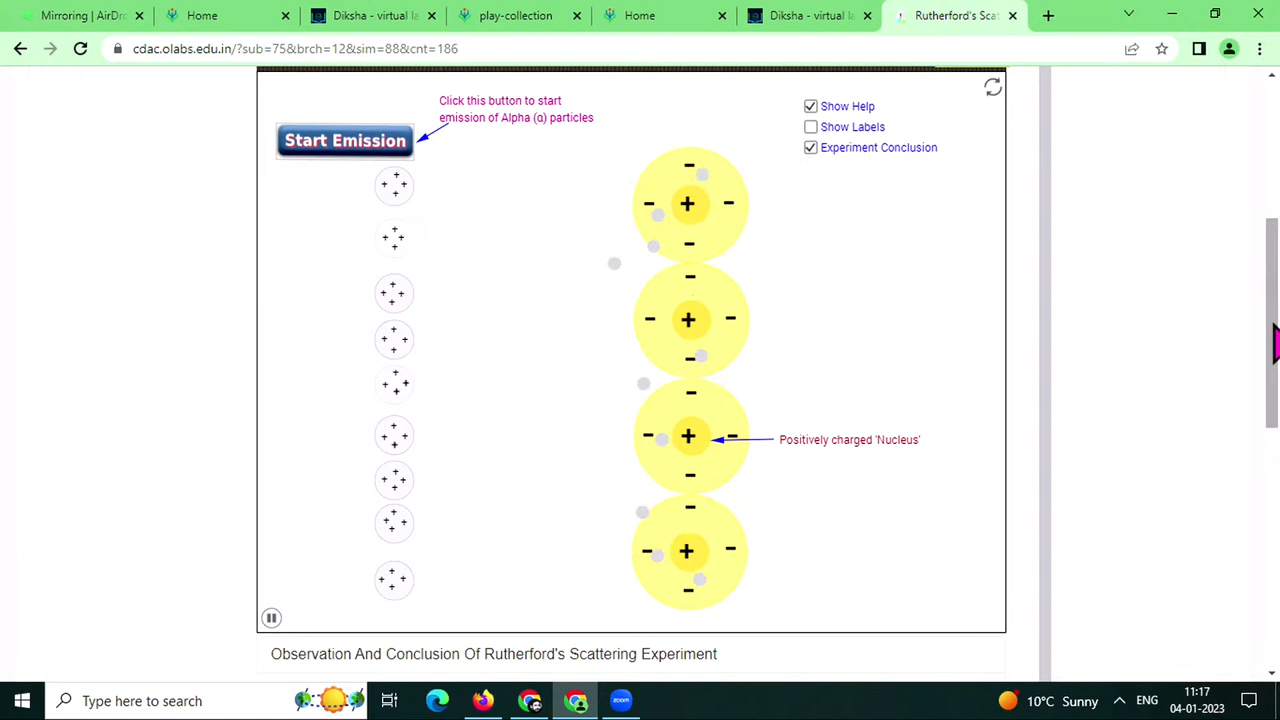 Mirroring | AirDro
Home
Diksha - virtual la
play-collection
Home
Diksha - virtual la
Rutherford's Scat
cdac.olabs.edu.in/?sub=75&brch=12&sim=88&cnt=186
Click this button to start
emission of Alpha (α) particles
Start Emission
Show Help
Show Labels
Experiment Conclusion
Positively charged 'Nucleus'
Observation And Conclusion Of Rutherford's Scattering Experiment
Type here to search
zoom
10°C Sunny
ENG
11:17
04-01-2023